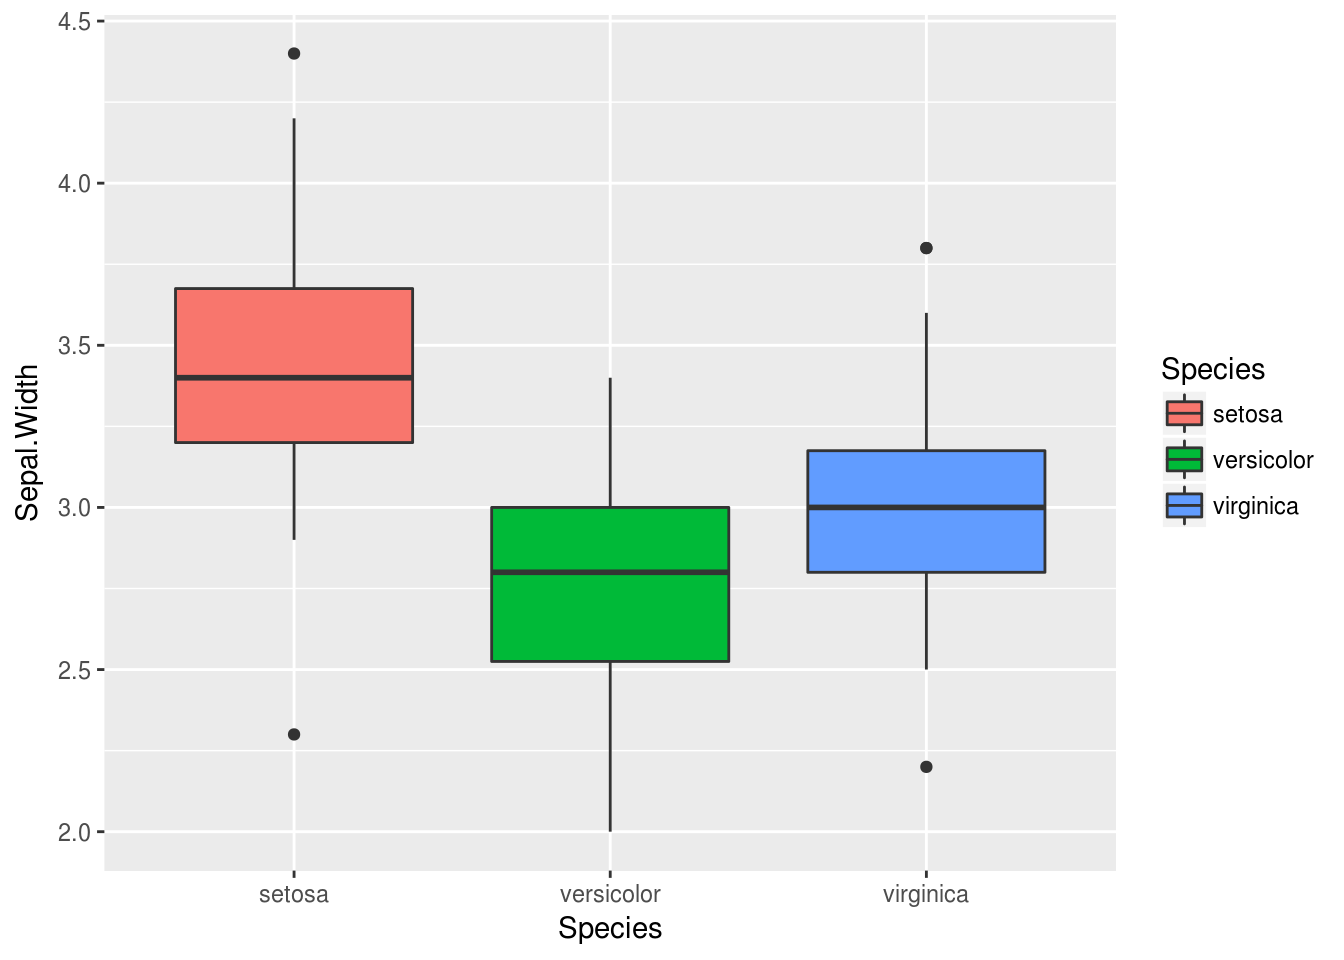 4.5
4.0
3.5
3.0
2.5
2.0
Sepal.Width
setosa
versicolor
virginica
Species
Species
setosa
versicolor
virginica